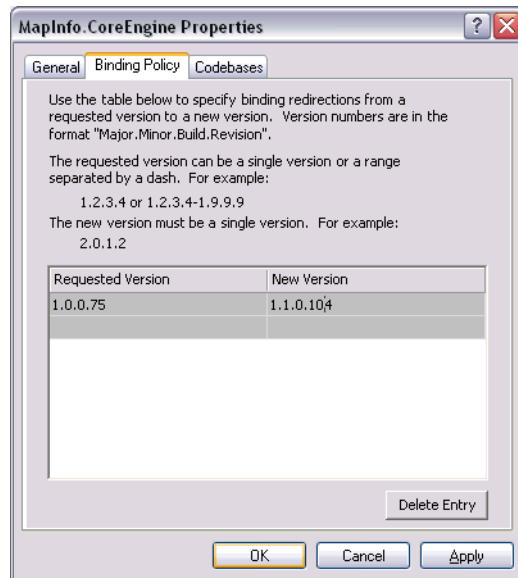 MapInfo.CoreEngine Properties
General Binding Policy Codebases
Use the table below to specify binding redirections from a
requested version to a new version. Version numbers are in the
format "Major.Minor.Build.Revision".
The requested version can be a single version or a range
separated by a dash. For example:
1.2.3.4 or 1.2.3.4-1.9.9.9
The new version must be a single version. For example:
2.0.1.2
Requested Version New Version
1.0.0.75 1.1.0.104
Delete Entry
OK Cancel Apply